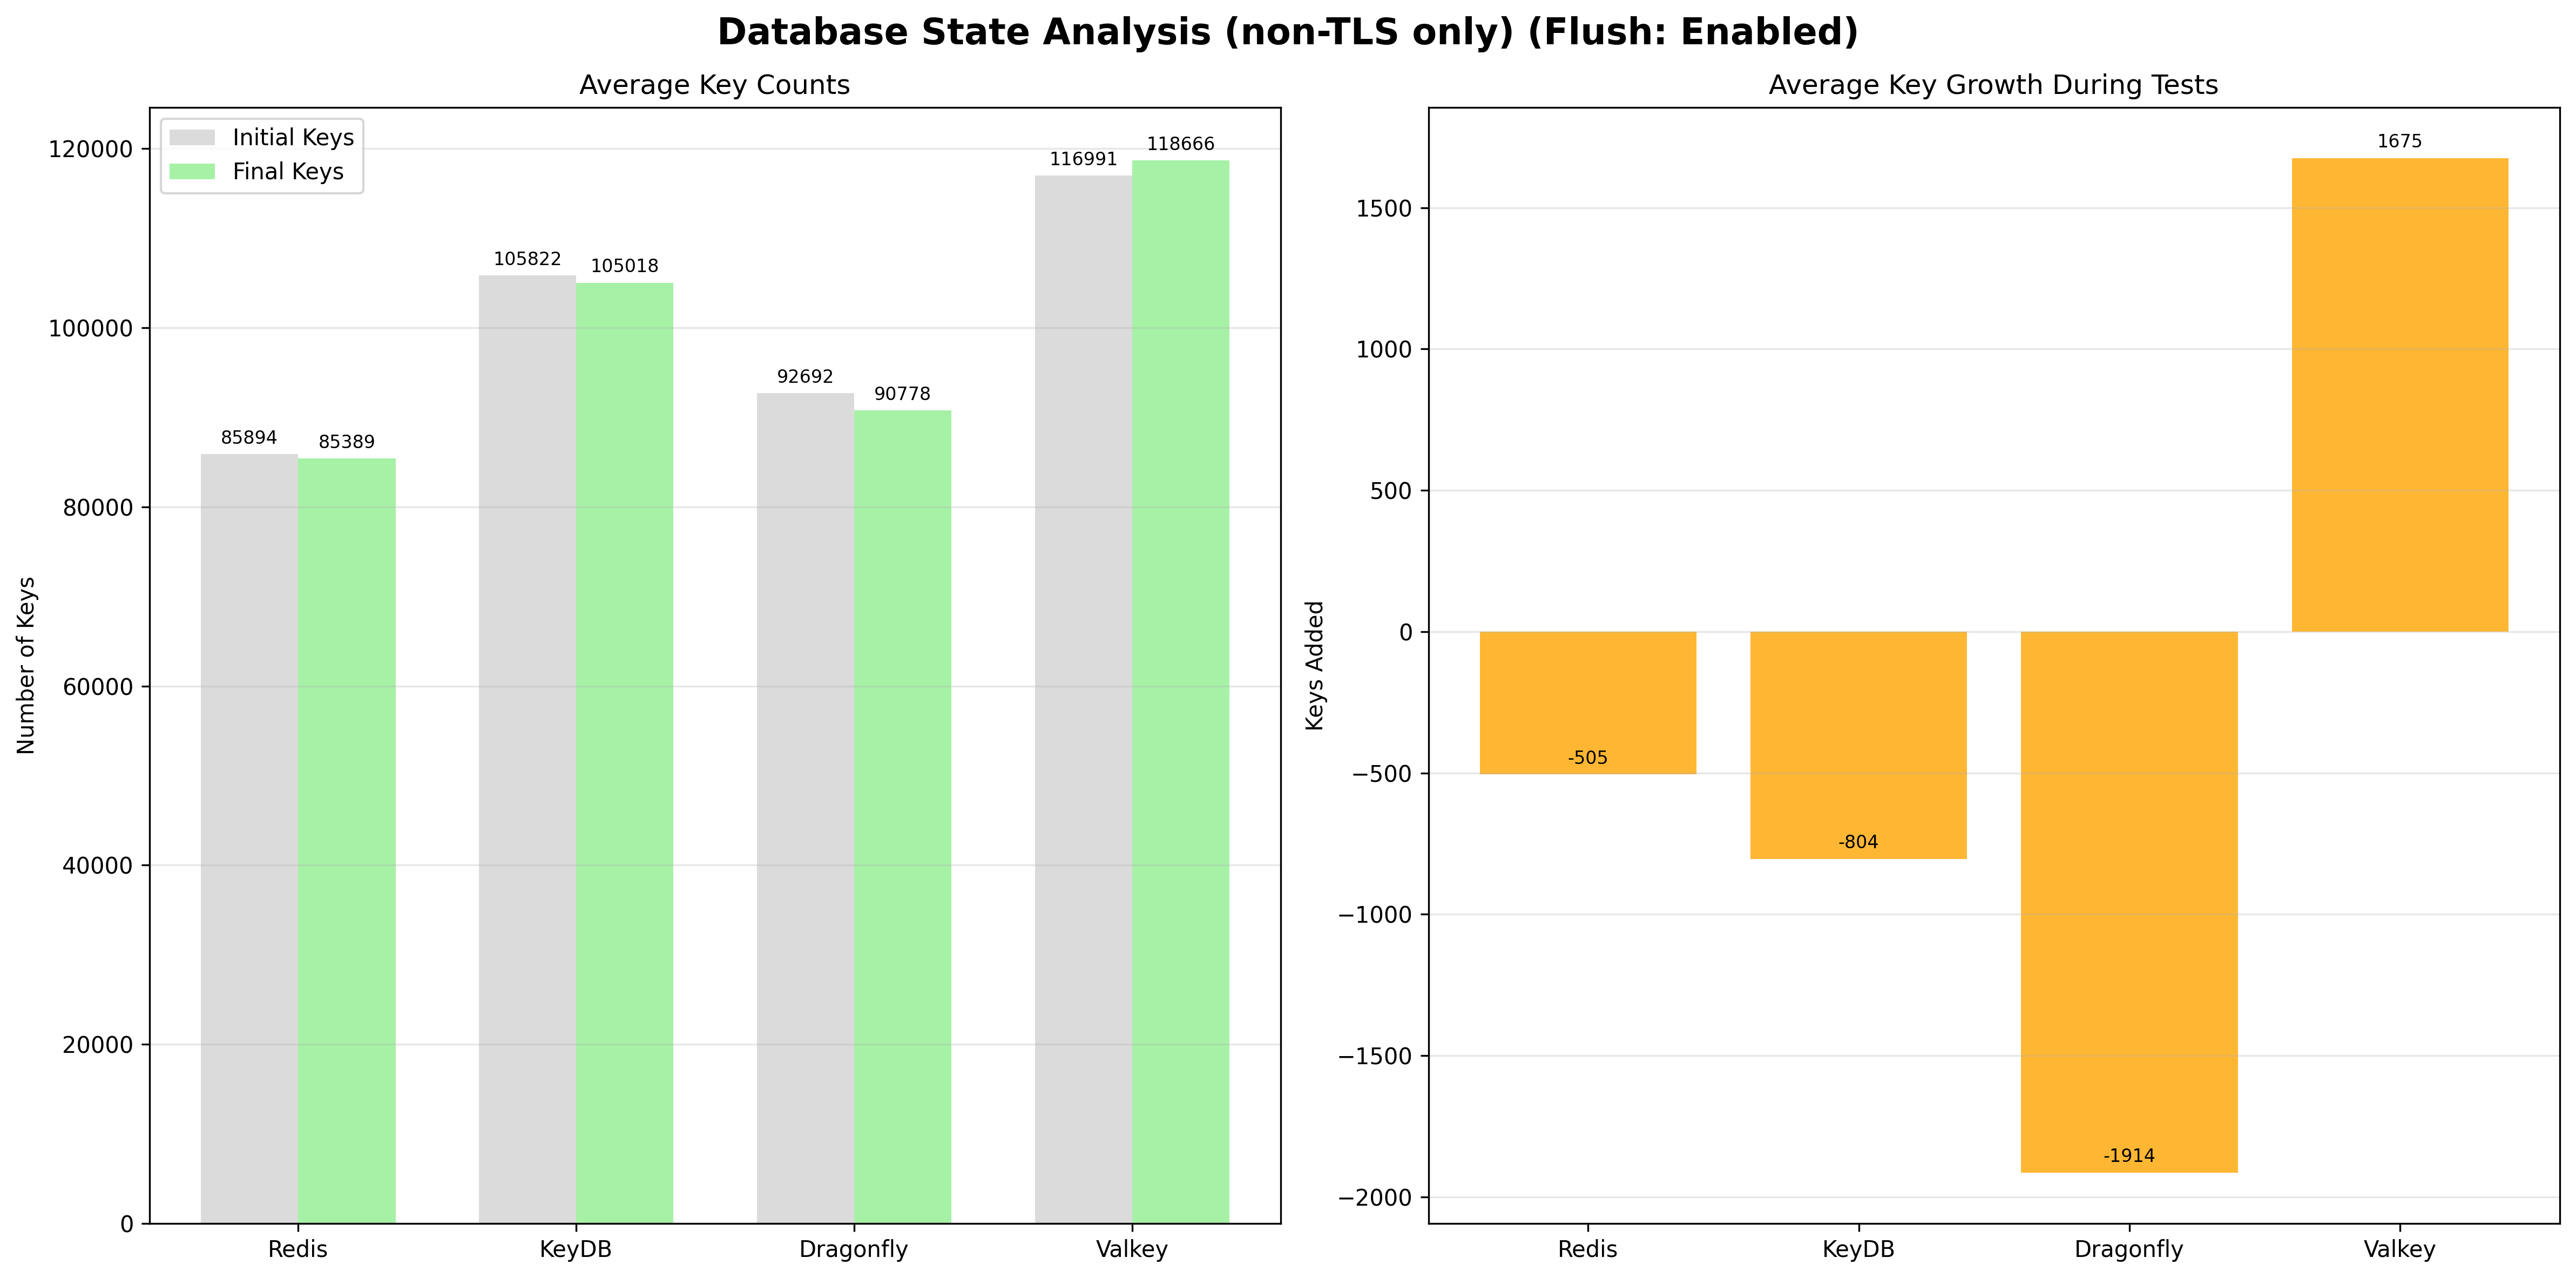 Database State Analysis (non-TLS only) (Flush: Enabled)
Average Key Counts
Number of Keys
120000
100000
80000
60000
40000
20000
0
Initial Keys
Final Keys
85894
85389
105822
105018
92692
90778
116991
118666
Redis
KeyDB
Dragonfly
Valkey
Average Key Growth During Tests
Keys Added
1500
1000
500
0
−500
−1000
−1500
−2000
-505
-804
-1914
1675
Redis
KeyDB
Dragonfly
Valkey